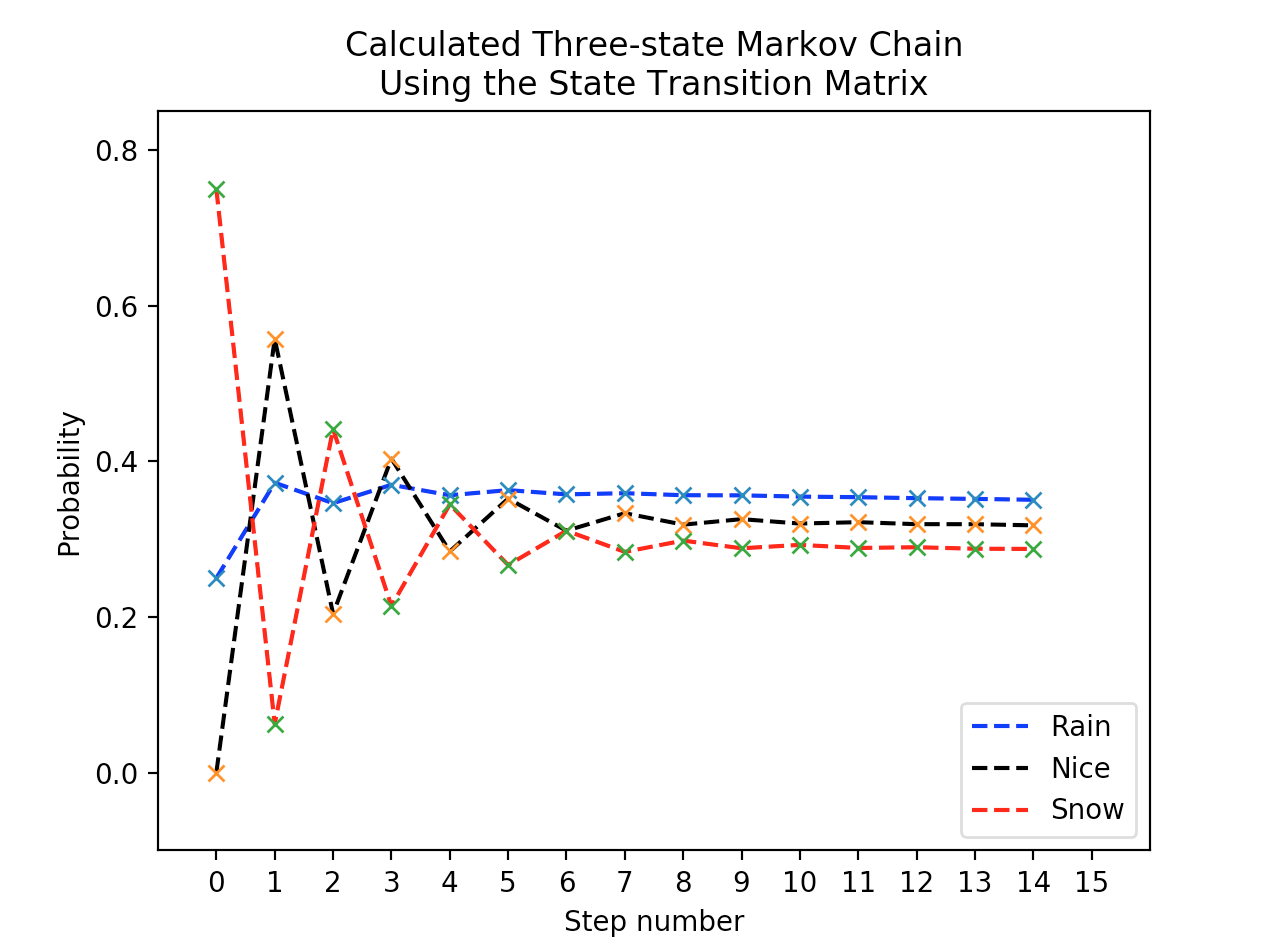 Calculated Three-state Markov Chain
Using the State Transition Matrix
0.8
0.6
0.4
0.2
0.0
Probability
Rain
Nice
Snow
0 1 2 3 4 5 6 7 8 9 10 11 12 13 14 15
Step number